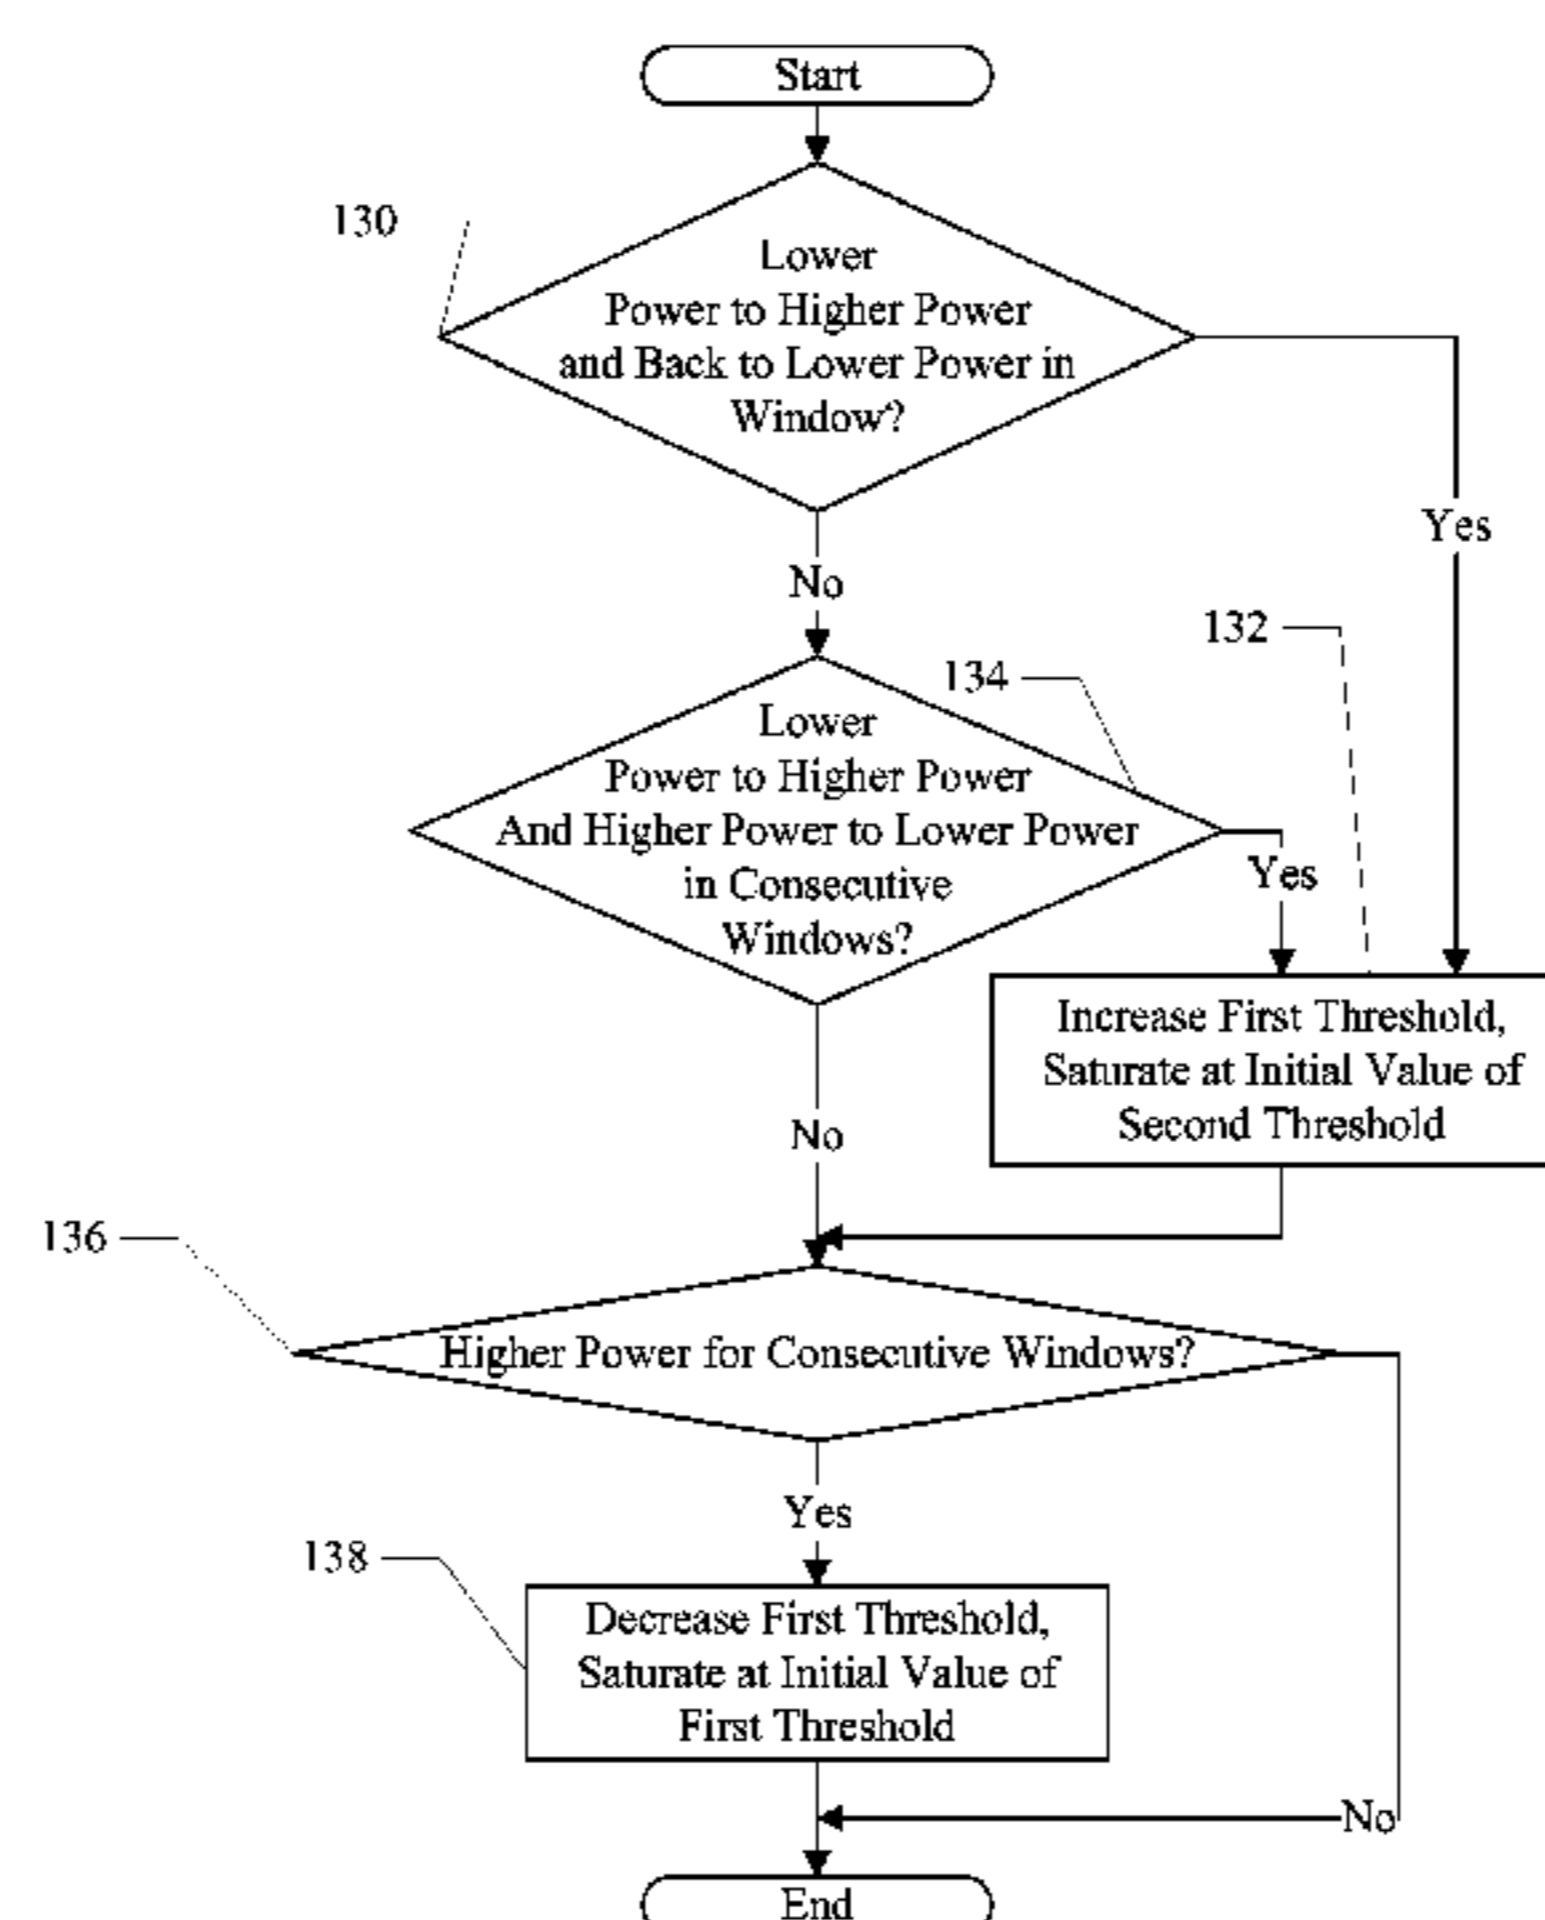 Start
130
Lower
Power to Higher Power
and Back to Lower Power in
Window?
Yes
No
132
134
Lower
Power to Higher Power
And Higher Power to Lower Power
in Consecutive
Windows?
Yes
Increase First Threshold,
Saturate at Initial Value of
Second Threshold
No
136
Higher Power for Consecutive Windows?
Yes
138
Decrease First Threshold,
Saturate at Initial Value of
First Threshold
No
End